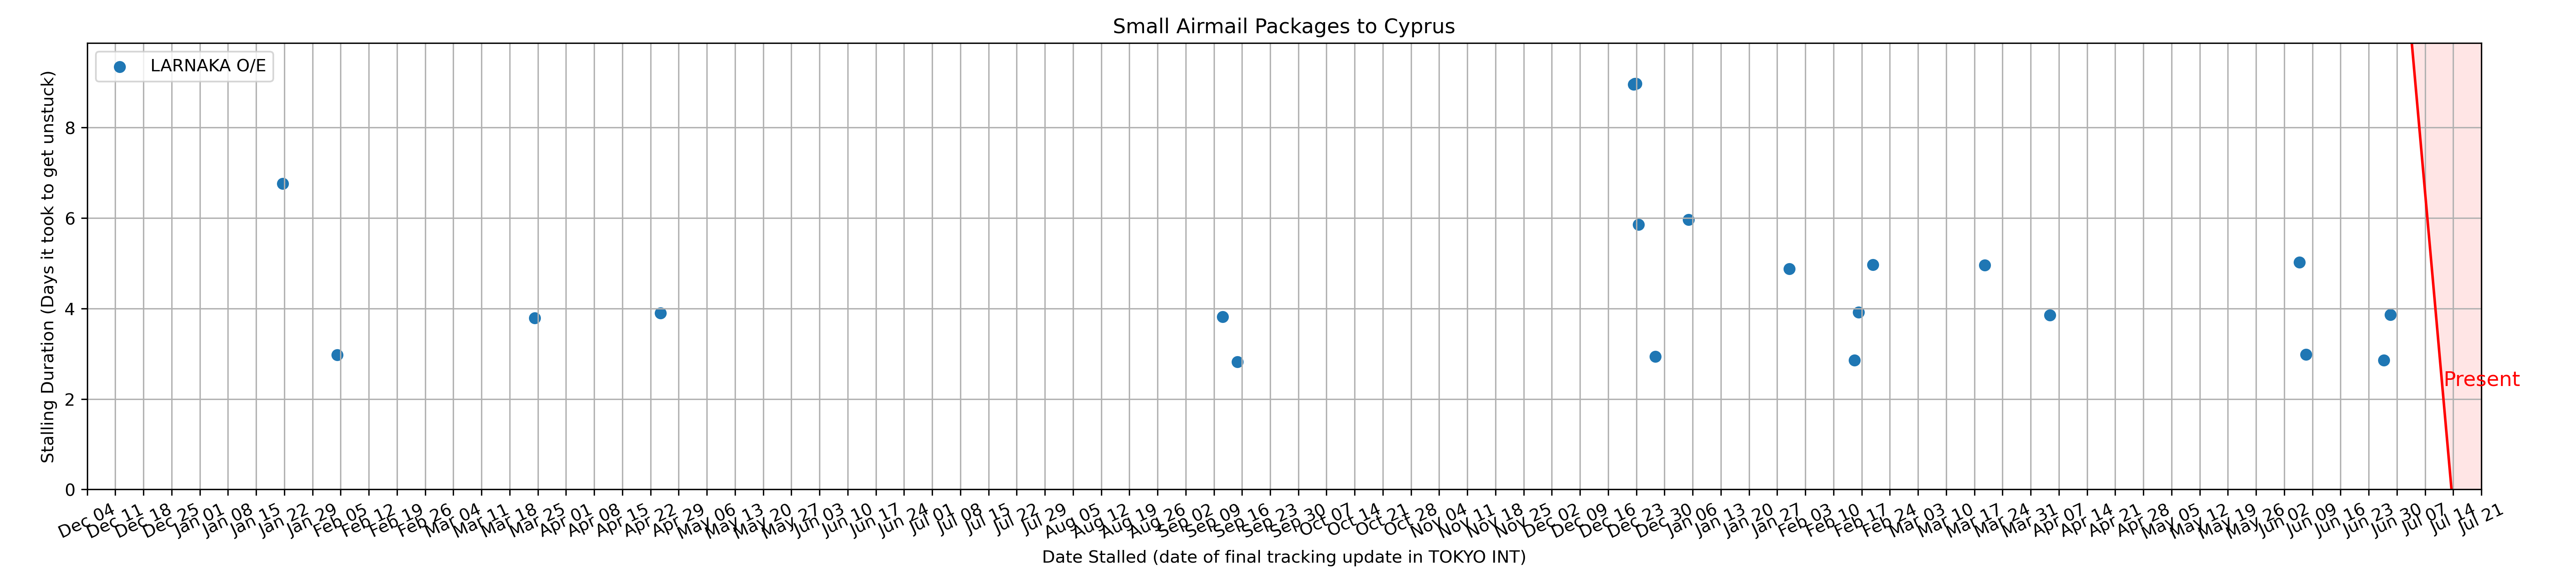 Small Airmail Packages to Cyprus
LARNAKA O/E
Stalling Duration (Days it took to get unstuck)
8
6
4
2
0
Present
Dec 04
Dec 11
Dec 18
Dec 25
Jan 01
Jan 08
Jan 15
Jan 22
Jan 29
Feb 05
Feb 12
Feb 19
Feb 26
Mar 04
Mar 11
Mar 18
Mar 25
Apr 01
Apr 08
Apr 15
Apr 22
Apr 29
May 06
May 13
May 20
May 27
Jun 03
Jun 10
Jun 17
Jun 24
Jul 01
Jul 08
Jul 15
Jul 22
Jul 29
Aug 05
Aug 12
Aug 19
Aug 26
Sep 02
Sep 09
Sep 16
Sep 23
Sep 30
Oct 07
Oct 14
Oct 21
Oct 28
Nov 04
Nov 11
Nov 18
Nov 25
Dec 02
Dec 09
Dec 16
Dec 23
Dec 30
Jan 06
Jan 13
Jan 20
Jan 27
Feb 03
Feb 10
Feb 17
Feb 24
Mar 03
Mar 10
Mar 17
Mar 24
Mar 31
Apr 07
Apr 14
Apr 21
Apr 28
May 05
May 12
May 19
May 26
Jun 02
Jun 09
Jun 16
Jun 23
Jun 30
Jul 07
Jul 14
Jul 21
Date Stalled (date of final tracking update in TOKYO INT)